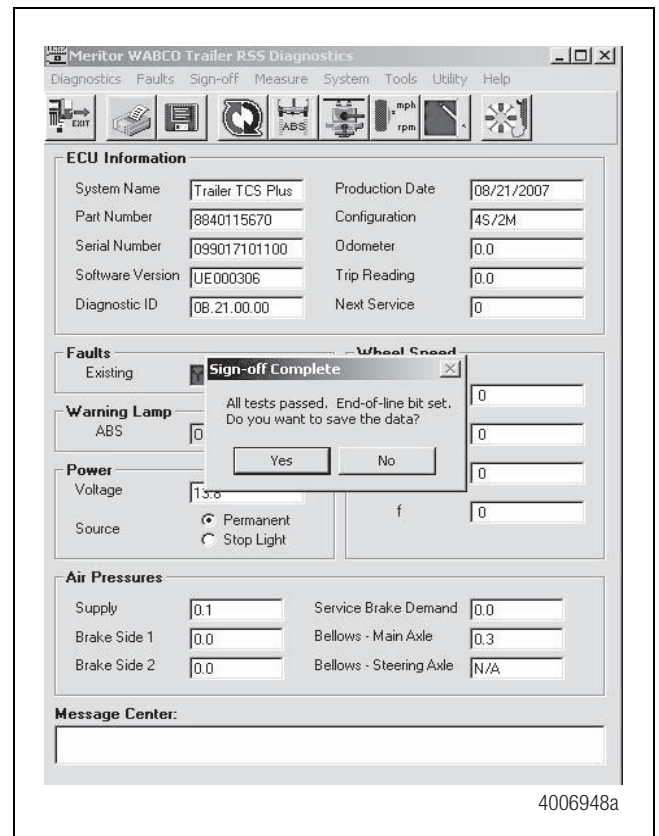 Meritor WABCO Trailer RSS Diagnostics
Diagnostics Faults Sign-off Measure System Tools Utility Help
EXIT ABS mph rpm
ECU Information
System Name Trailer TCS Plus Production Date 08/21/2007
Part Number 8840115670 Configuration 4S/2M
Serial Number 099017101100 Odometer 0.0
Software Version UE000306 Trip Reading 0.0
Diagnostic ID 0B.21.00.00 Next Service 0
Faults Wheel Speed
Existing Y
Sign-off Complete
All tests passed. End-of-line bit set.
Do you want to save the data?
Yes No
0
Warning Lamp
ABS 0
0
Power
Voltage 13.8
f 0
Source Permanent
Stop Light
Air Pressures
Supply 0.1 Service Brake Demand 0.0
Brake Side 1 0.0 Bellows - Main Axle 0.3
Brake Side 2 0.0 Bellows - Steering Axle N/A
Message Center:
4006948a